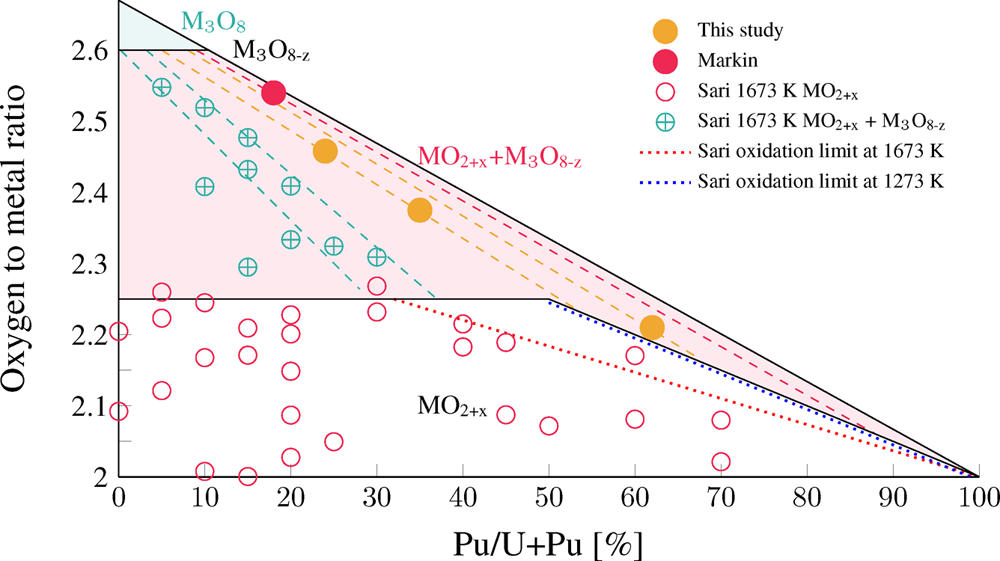 M₃O₈
M₃O₈₋z
MO₂₊ₓ+M₃O₈₋z
MO₂₊ₓ
This study
Markin
Sari 1673 K MO₂₊ₓ
Sari 1673 K MO₂₊ₓ + M₃O₈₋z
Sari oxidation limit at 1673 K
Sari oxidation limit at 1273 K
Oxygen to metal ratio
2.6
2.5
2.4
2.3
2.2
2.1
2
0 10 20 30 40 50 60 70 80 90 100
Pu/U+Pu [%]